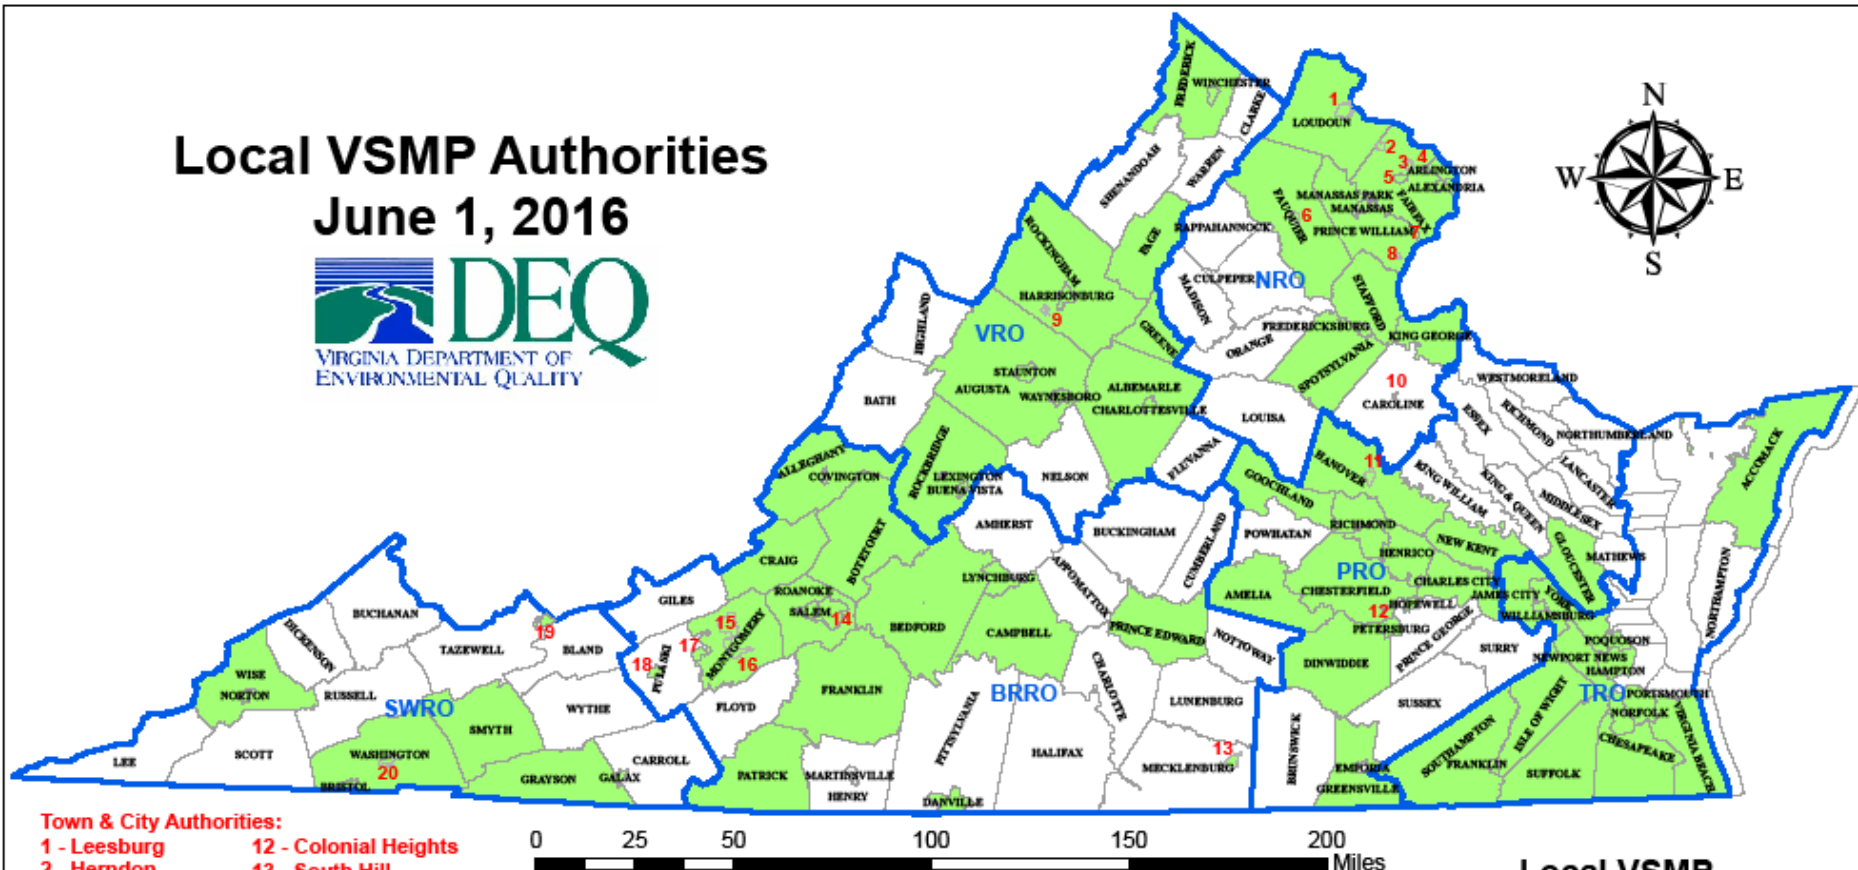 Local VSMP Authorities
June 1, 2016
DEQ
VIRGINIA DEPARTMENT OF
ENVIRONMENTAL QUALITY
N
W
E
S
FREDERICK
WINCHESTER
CLARKE
1
LOUDOUN
SHENANDOAH
WARREN
2
3
4
ARLINGTON
5
ALEXANDRIA
MANASSAS PARK
MANASSAS
FAIRFAX
FAUQUIER
6
PRINCE WILLIAM
7
8
ROCKINGHAM
PAGE
RAPPAHANNOCK
CULPEPER
NRO
MADISON
STAFFORD
HARRISONBURG
9
HIGHLAND
VRO
GREENE
FREDERICKSBURG
KING GEORGE
ORANGE
SPOTSYLVANIA
STAUNTON
AUGUSTA
WAYNESBORO
ALBEMARLE
CHARLOTTESVILLE
BATH
LOUISA
10
CAROLINE
WESTMORELAND
ESSEX
RICHMOND
NORTHUMBERLAND
ACCOMACK
ROCKBRIDGE
FLUVANNA
ALLEGHANY
COVINGTON
LEXINGTON
BUENA VISTA
NELSON
GOOCHLAND
HANOVER
11
KING WILLIAM
KING & QUEEN
LANCASTER
MIDDLESEX
AMHERST
BUCKINGHAM
CUMBERLAND
POWHATAN
RICHMOND
HENRICO
NEW KENT
GLOUCESTER
MATHEWS
CRAIG
BOTETOURT
LYNCHBURG
APPOMATTOX
AMELIA
PRO
CHESTERFIELD
CHARLES CITY
JAMES CITY
YORK
WILLIAMSBURG
NORTHAMPTON
GILES
ROANOKE
SALEM
14
BEDFORD
CAMPBELL
PRINCE EDWARD
NOTTOWAY
12
HOPEWELL
PETERSBURG
PRINCE GEORGE
SURRY
POQUOSON
NEWPORT NEWS
HAMPTON
BUCHANAN
DICKENSON
TAZEWELL
19
BLAND
15
17
MONTGOMERY
16
18
PULASKI
DINWIDDIE
WISE
NORTON
RUSSELL
SWRO
WYTHE
FLOYD
FRANKLIN
BRRO
CHARLOTTE
LUNENBURG
SUSSEX
ISLE OF WIGHT
TRO
PORTSMOUTH
NORFOLK
VIRGINIA BEACH
SMYTH
PITTSYLVANIA
BRUNSWICK
SOUTHAMPTON
CHESAPEAKE
LEE
SCOTT
WASHINGTON
20
BRISTOL
GRAYSON
GALAX
CARROLL
PATRICK
MARTINSVILLE
HENRY
DANVILLE
HALIFAX
13
MECKLENBURG
EMPORIA
GREENSVILLE
FRANKLIN
SUFFOLK
Town & City Authorities:
1 - Leesburg
12 - Colonial Heights
2 - Herndon
13 - South Hill
0 25 50 100 150 200
Miles
Local VSMP